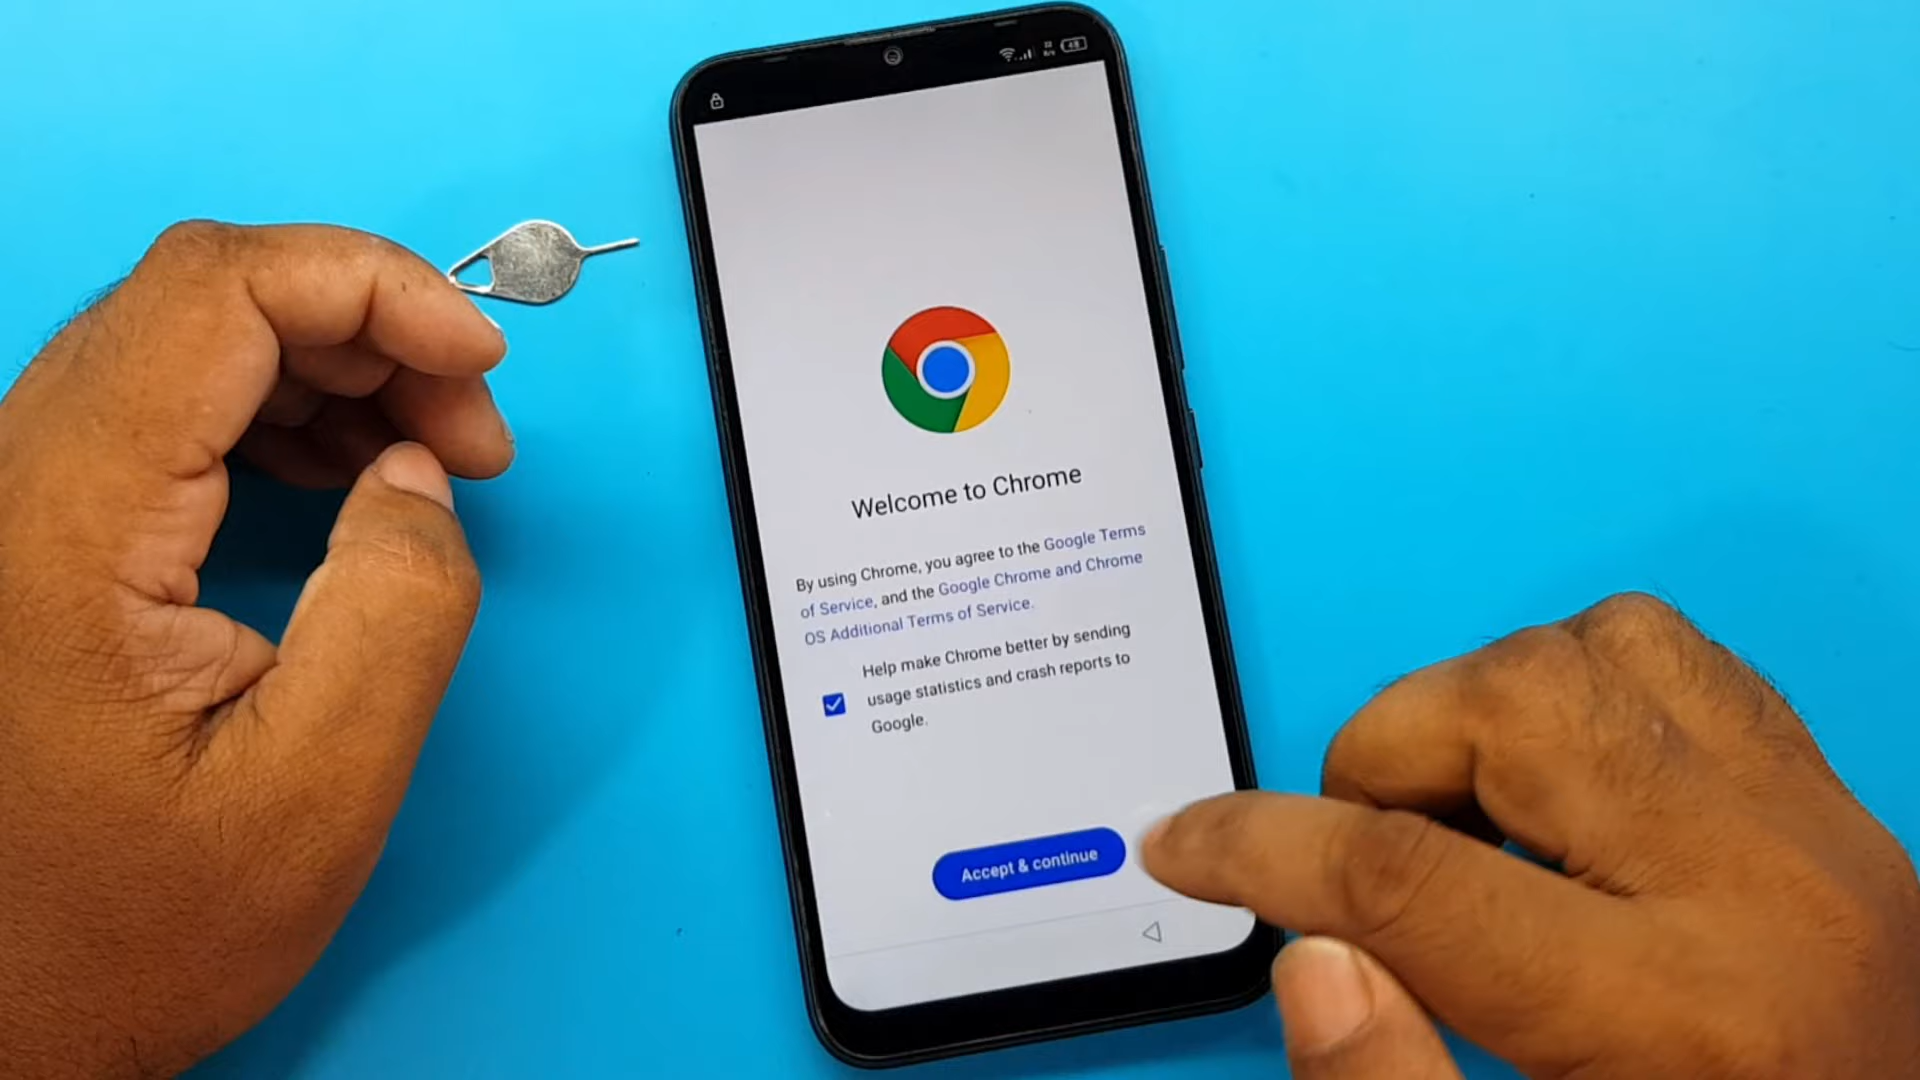 48
Welcome to Chrome
By using Chrome, you agree to the Google Terms
of Service, and the Google Chrome and Chrome
OS Additional Terms of Service.
Help make Chrome better by sending
usage statistics and crash reports to
Google.
Accept & continue